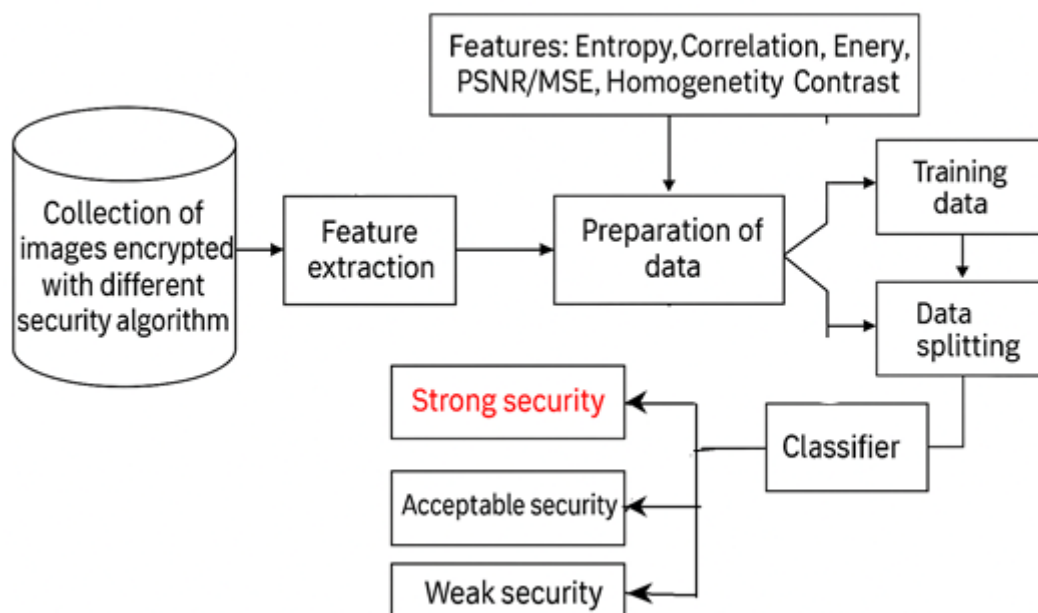 Features: Entropy, Correlation, Enery,
PSNR/MSE, Homogenetity Contrast
Collection of
images encrypted
with different
security algorithm
Feature
extraction
Preparation of
data
Training
data
Data
splitting
Classifier
Strong security
Acceptable security
Weak security